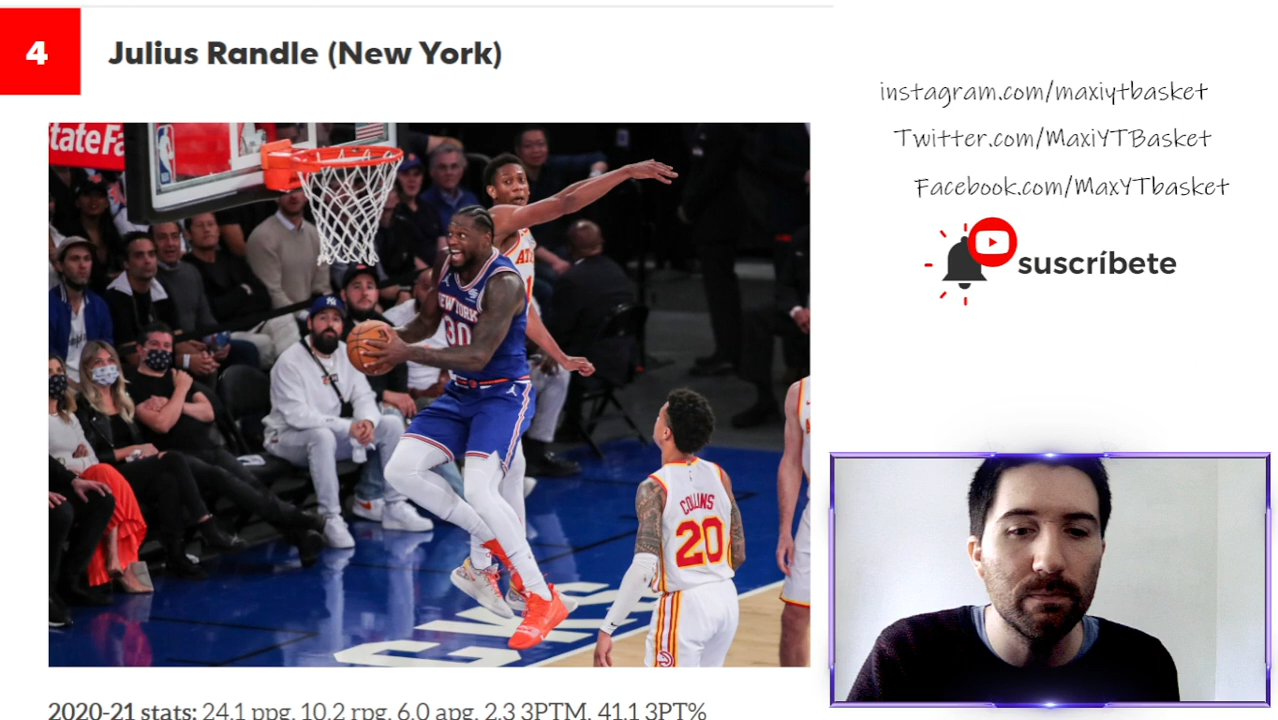 4
Julius Randle (New York)
instagram.com/maxiytbasket
Twitter.com/MaxiYTBasket
Facebook.com/MaxYTbasket
suscríbete
tateFa
NEW YORK
30
COLLINS
20
2020-21 stats: 24.1 ppg, 10.2 rpg, 6.0 apg, 2.3 3PTM, 41.1 3PT%